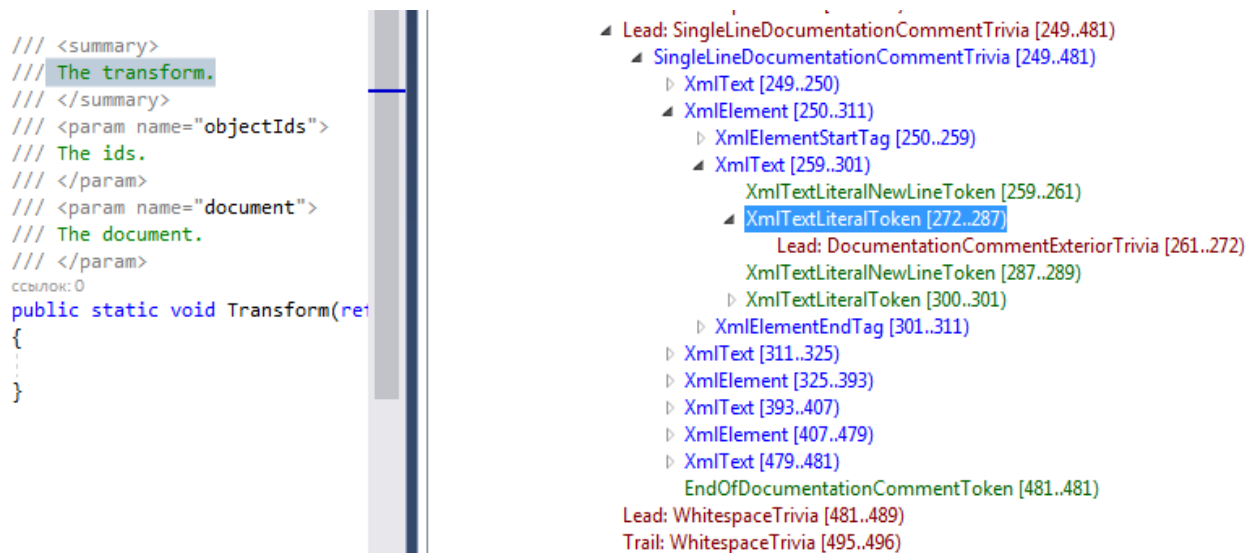 /// <summary>
/// The transform.
/// </summary>
/// <param name="objectIds">
/// The ids.
/// </param>
/// <param name="document">
/// The document.
/// </param>
ссылок: 0
public static void Transform(ref
{
}
Lead: SingleLineDocumentationCommentTrivia [249..481)
SingleLineDocumentationCommentTrivia [249..481)
XmlText [249..250)
XmlElement [250..311)
XmlElementStartTag [250..259)
XmlText [259..301)
XmlTextLiteralNewLineToken [259..261)
XmlTextLiteralToken [272..287)
Lead: DocumentationCommentExteriorTrivia [261..272)
XmlTextLiteralNewLineToken [287..289)
XmlTextLiteralToken [300..301)
XmlElementEndTag [301..311)
XmlText [311..325)
XmlElement [325..393)
XmlText [393..407)
XmlElement [407..479)
XmlText [479..481)
EndOfDocumentationCommentToken [481..481)
Lead: WhitespaceTrivia [481..489)
Trail: WhitespaceTrivia [495..496)